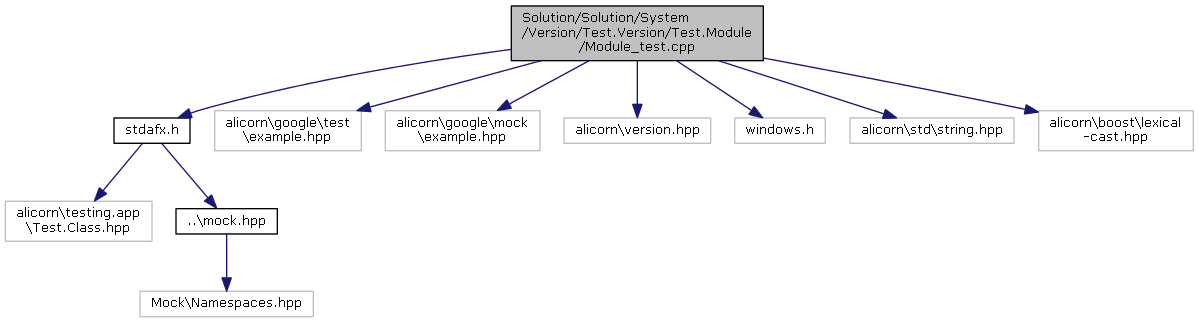 Solution/Solution/System
/Version/Test.Version/Test.Module
/Module_test.cpp
stdafx.h
alicorn\google\test
\example.hpp
alicorn\google\mock
\example.hpp
alicorn\version.hpp
windows.h
alicorn\std\string.hpp
alicorn\boost\lexical
-cast.hpp
alicorn\testing.app
\Test.Class.hpp
..\mock.hpp
Mock\Namespaces.hpp